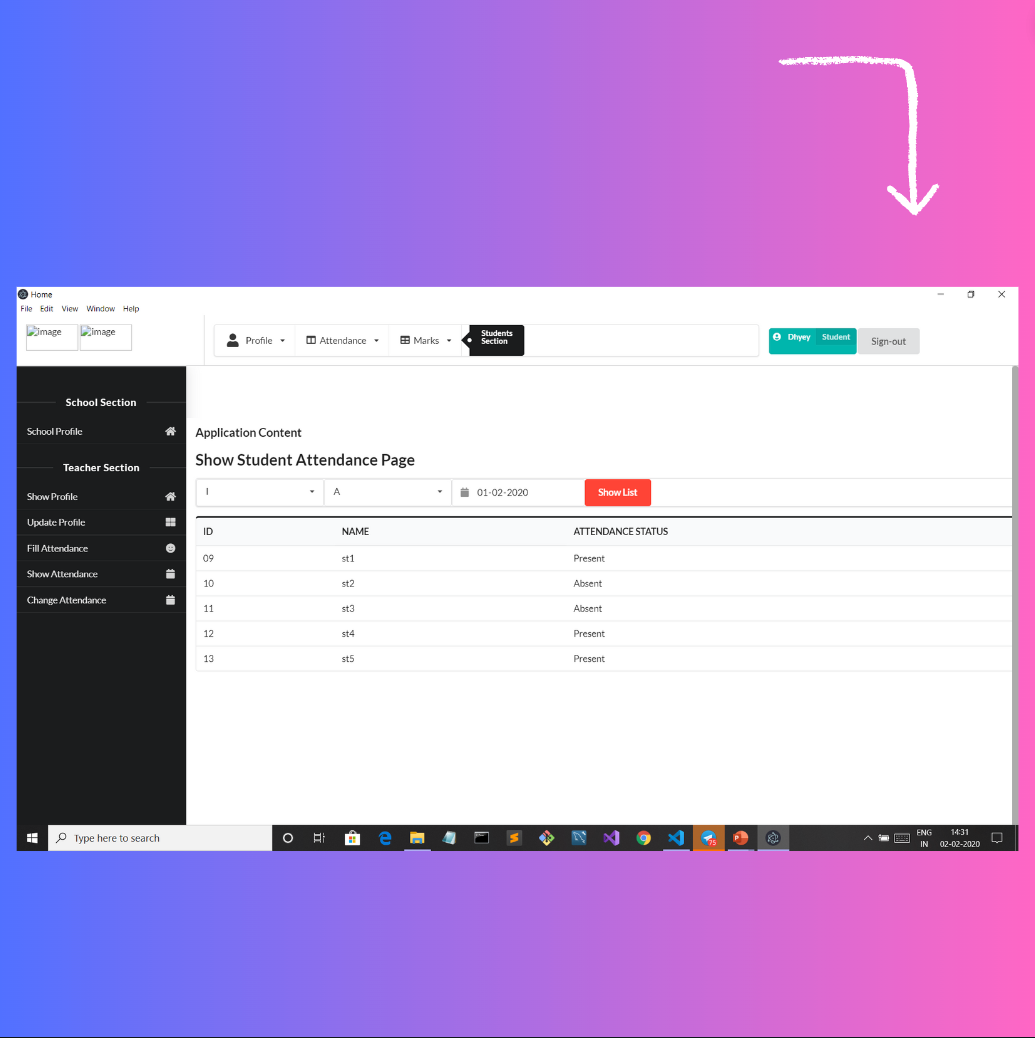 Home
File Edit View Window Help
image image
Profile Attendance Marks Students Section
Dhyey Student Sign-out
School Section
School Profile
Teacher Section
Show Profile
Update Profile
Fill Attendance
Show Attendance
Change Attendance
Application Content
Show Student Attendance Page
I A 01-02-2020 Show List
ID NAME ATTENDANCE STATUS
09 st1 Present
10 st2 Absent
11 st3 Absent
12 st4 Present
13 st5 Present
Type here to search
75
ENG 14:31
IN 02-02-2020